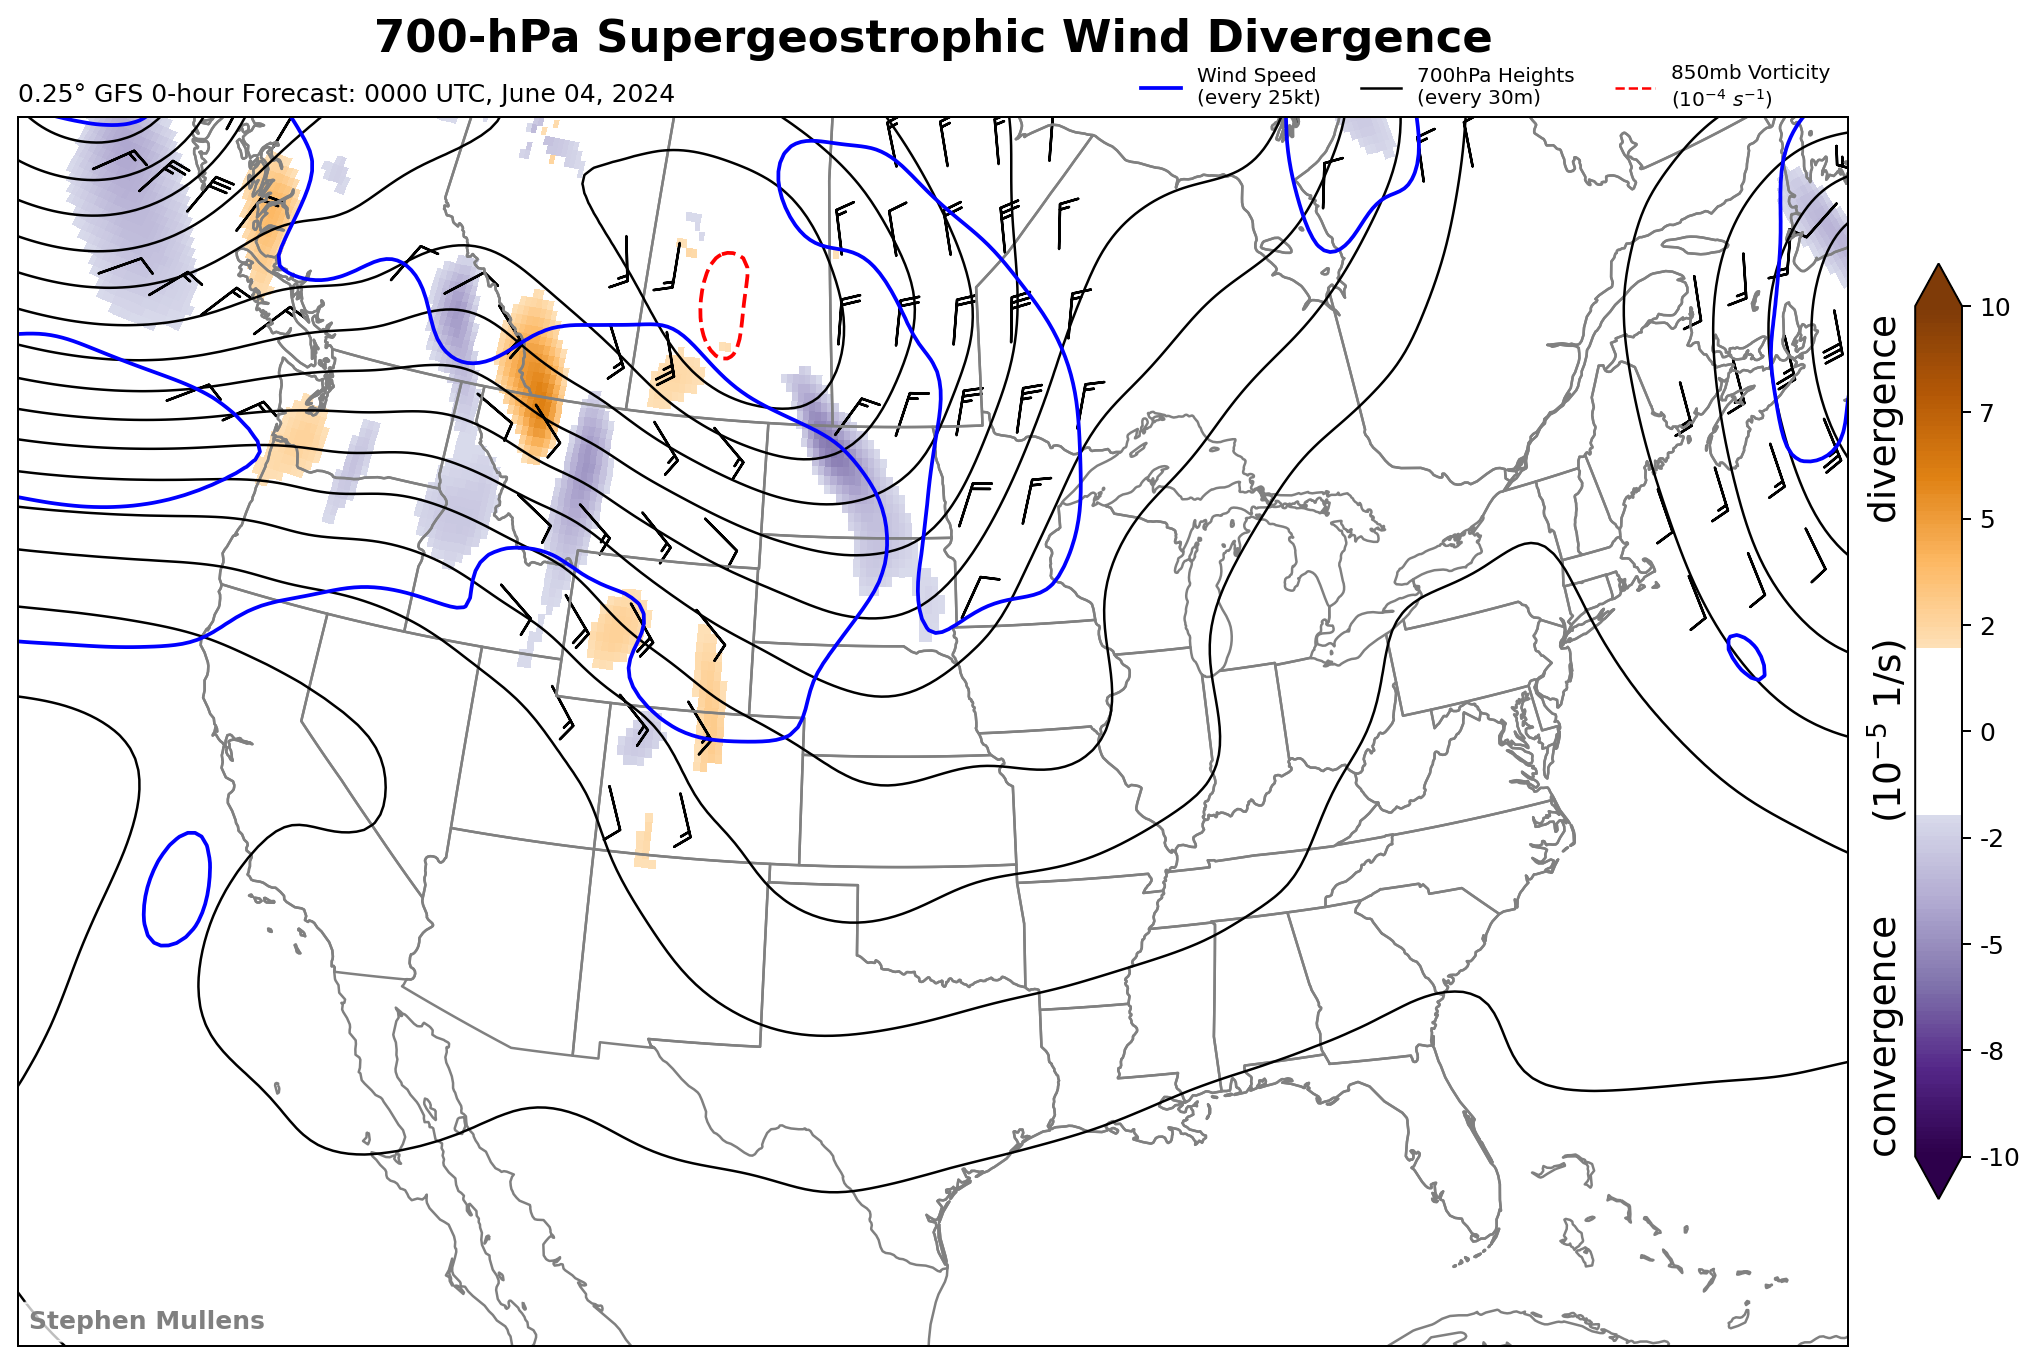 700-hPa Supergeostrophic Wind Divergence
0.25° GFS 0-hour Forecast: 0000 UTC, June 04, 2024
Wind Speed
(every 25kt)
700hPa Heights
(every 30m)
850mb Vorticity
(10⁻⁴ s⁻¹)
10
7
5
2
0
-2
-5
-8
-10
convergence (10⁻⁵ 1/s) divergence
Stephen Mullens